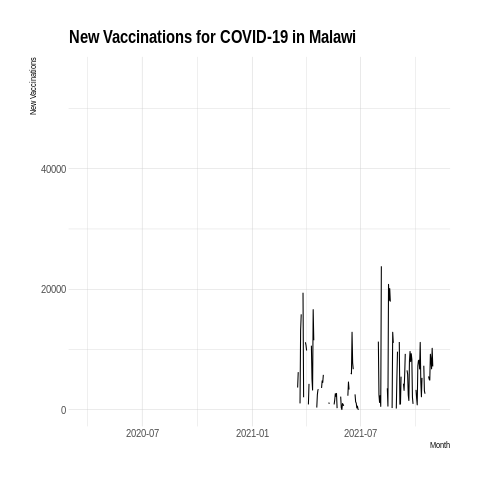 New Vaccinations for COVID-19 in Malawi
New Vaccinations
40000
20000
0
2020-07 2021-01 2021-07
Month